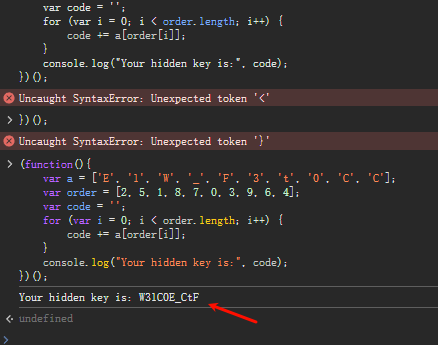 var code = '';
for (var i = 0; i < order.length; i++) {
code += a[order[i]];
}
console.log("Your hidden key is:", code);
})();
Uncaught SyntaxError: Unexpected token '<'
> })();
Uncaught SyntaxError: Unexpected token '}'
> (function(){
var a = ['E', 'l', 'W', '_', 'F', '3', 't', '0', 'C', 'C'];
var order = [2, 5, 1, 8, 7, 0, 3, 9, 6, 4];
var code = '';
for (var i = 0; i < order.length; i++) {
code += a[order[i]];
}
console.log("Your hidden key is:", code);
})();
Your hidden key is: W3lC0E_CtF
undefined
>